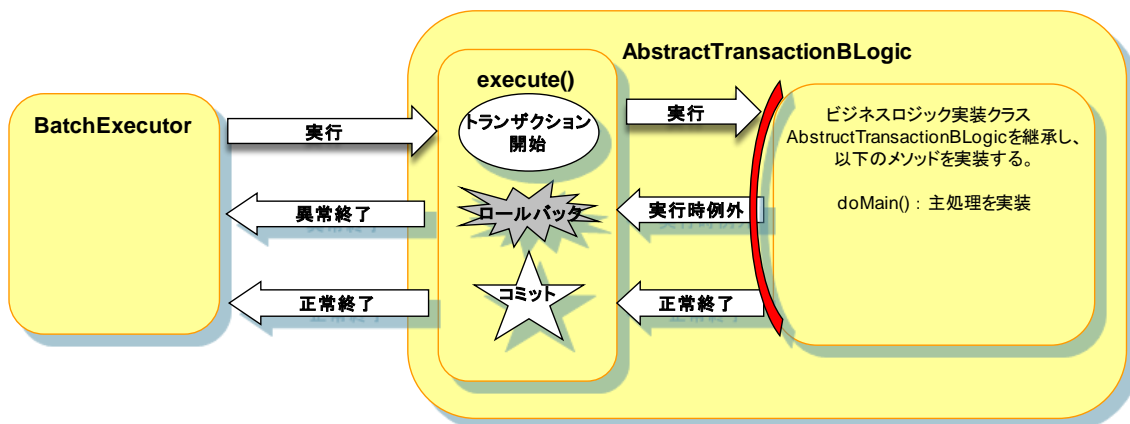 AbstractTransactionBLogic
execute()
BatchExecutor
実行
トランザクション
開始
実行
ビジネスロジック実装クラス
AbstructTransactionBLogicを継承し、
以下のメソッドを実装する。
doMain() : 主処理を実装
異常終了
ロールバック
実行時例外
正常終了
コミット
正常終了